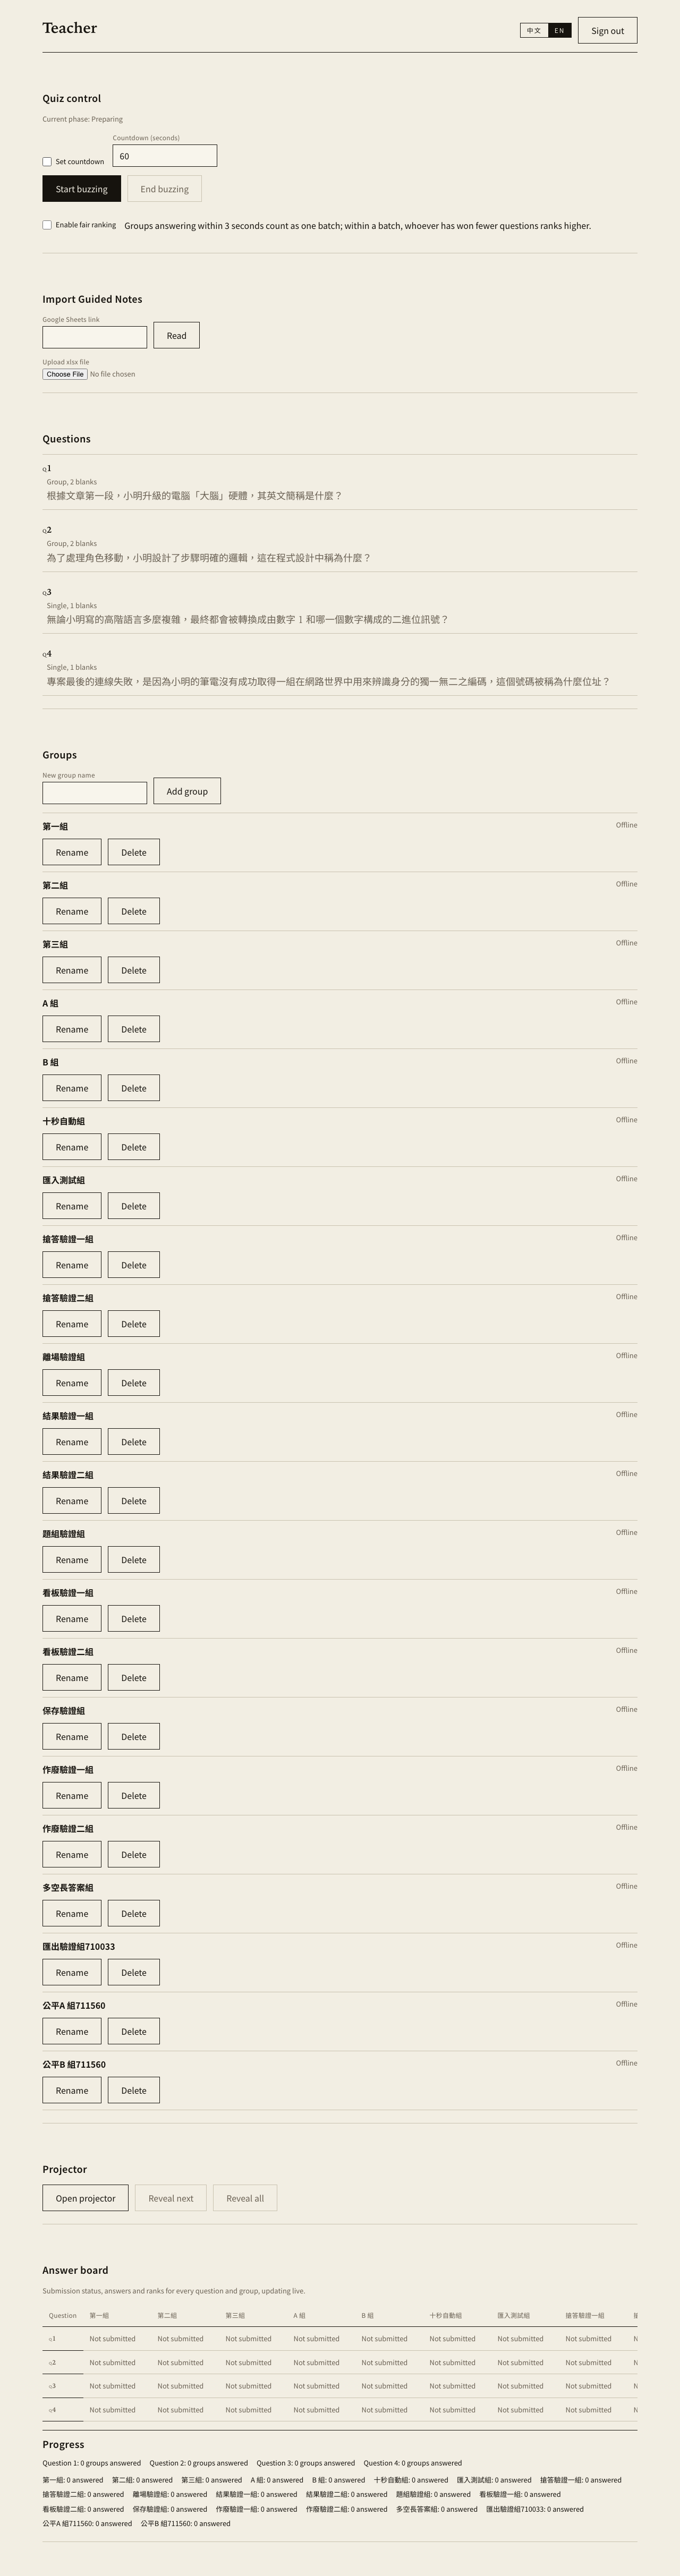 Teacher
中文 EN Sign out
Quiz control
Current phase: Preparing
Countdown (seconds)
Set countdown 60
Start buzzing End buzzing
Enable fair ranking Groups answering within 3 seconds count as one batch; within a batch, whoever has won fewer questions ranks higher.
Import Guided Notes
Google Sheets link
Read
Upload xlsx file
Choose File No file chosen
Questions
Q1
Group, 2 blanks
根據文章第一段，小明升級的電腦「大腦」硬體，其英文簡稱是什麼？
Q2
Group, 2 blanks
為了處理角色移動，小明設計了步驟明確的邏輯，這在程式設計中稱為什麼？
Q3
Single, 1 blanks
無論小明寫的高階語言多麼複雜，最終都會被轉換成由數字 1 和哪一個數字構成的二進位訊號？
Q4
Single, 1 blanks
專案最後的連線失敗，是因為小明的筆電沒有成功取得一組在網路世界中用來辨識身分的獨一無二之編碼，這個號碼被稱為什麼位址？
Groups
New group name
Add group
第一組 Offline
Rename Delete
第二組 Offline
Rename Delete
第三組 Offline
Rename Delete
A 組 Offline
Rename Delete
B 組 Offline
Rename Delete
十秒自動組 Offline
Rename Delete
匯入測試組 Offline
Rename Delete
搶答驗證一組 Offline
Rename Delete
搶答驗證二組 Offline
Rename Delete
離場驗證組 Offline
Rename Delete
結果驗證一組 Offline
Rename Delete
結果驗證二組 Offline
Rename Delete
題組驗證組 Offline
Rename Delete
看板驗證一組 Offline
Rename Delete
看板驗證二組 Offline
Rename Delete
保存驗證組 Offline
Rename Delete
作廢驗證一組 Offline
Rename Delete
作廢驗證二組 Offline
Rename Delete
多空長答案組 Offline
Rename Delete
匯出驗證組710033 Offline
Rename Delete
公平A 組711560 Offline
Rename Delete
公平B 組711560 Offline
Rename Delete
Projector
Open projector Reveal next Reveal all
Answer board
Submission status, answers and ranks for every question and group, updating live.
Question 第一組 第二組 第三組 A 組 B 組 十秒自動組 匯入測試組 搶答驗證一組
Q1 Not submitted Not submitted Not submitted Not submitted Not submitted Not submitted Not submitted Not submitted N
Q2 Not submitted Not submitted Not submitted Not submitted Not submitted Not submitted Not submitted Not submitted N
Q3 Not submitted Not submitted Not submitted Not submitted Not submitted Not submitted Not submitted Not submitted N
Q4 Not submitted Not submitted Not submitted Not submitted Not submitted Not submitted Not submitted Not submitted N
Progress
Question 1: 0 groups answered Question 2: 0 groups answered Question 3: 0 groups answered Question 4: 0 groups answered
第一組: 0 answered 第二組: 0 answered 第三組: 0 answered A 組: 0 answered B 組: 0 answered 十秒自動組: 0 answered 匯入測試組: 0 answered 搶答驗證一組: 0 answered
搶答驗證二組: 0 answered 離場驗證組: 0 answered 結果驗證一組: 0 answered 結果驗證二組: 0 answered 題組驗證組: 0 answered 看板驗證一組: 0 answered
看板驗證二組: 0 answered 保存驗證組: 0 answered 作廢驗證一組: 0 answered 作廢驗證二組: 0 answered 多空長答案組: 0 answered 匯出驗證組710033: 0 answered
公平A 組711560: 0 answered 公平B 組711560: 0 answered